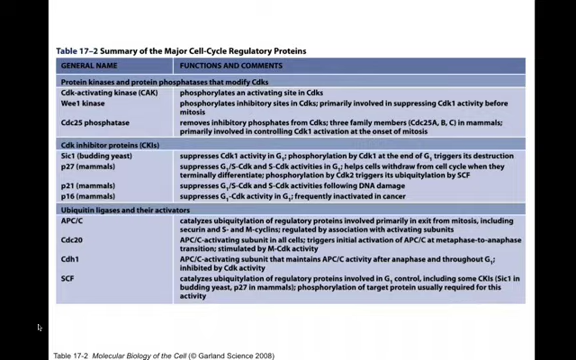 Table 17–2 Summary of the Major Cell-Cycle Regulatory Proteins
GENERAL NAME FUNCTIONS AND COMMENTS
Protein kinases and protein phosphatases that modify Cdks
Cdk-activating kinase (CAK) phosphorylates an activating site in Cdks
Wee1 kinase phosphorylates inhibitory sites in Cdks; primarily involved in suppressing Cdk1 activity before
mitosis
Cdc25 phosphatase removes inhibitory phosphates from Cdks; three family members (Cdc25A, B, C) in mammals;
primarily involved in controlling Cdk1 activation at the onset of mitosis
Cdk inhibitor proteins (CKIs)
Sic1 (budding yeast) suppresses Cdk1 activity in G1; phosphorylation by Cdk1 at the end of G1 triggers its destruction
p27 (mammals) suppresses G1/S-Cdk and S-Cdk activities in G1; helps cells withdraw from cell cycle when they
terminally differentiate; phosphorylation by Cdk2 triggers its ubiquitylation by SCF
p21 (mammals) suppresses G1/S-Cdk and S-Cdk activities following DNA damage
p16 (mammals) suppresses G1-Cdk activity in G1; frequently inactivated in cancer
Ubiquitin ligases and their activators
APC/C catalyzes ubiquitylation of regulatory proteins involved primarily in exit from mitosis, including
securin and S- and M-cyclins; regulated by association with activating subunits
Cdc20 APC/C-activating subunit in all cells; triggers initial activation of APC/C at metaphase-to-anaphase
transition; stimulated by M-Cdk activity
Cdh1 APC/C-activating subunit that maintains APC/C activity after anaphase and throughout G1;
inhibited by Cdk activity
SCF catalyzes ubiquitylation of regulatory proteins involved in G1 control, including some CKIs (Sic1 in
budding yeast, p27 in mammals); phosphorylation of target protein usually required for this
activity
Table 17-2 Molecular Biology of the Cell (© Garland Science 2008)